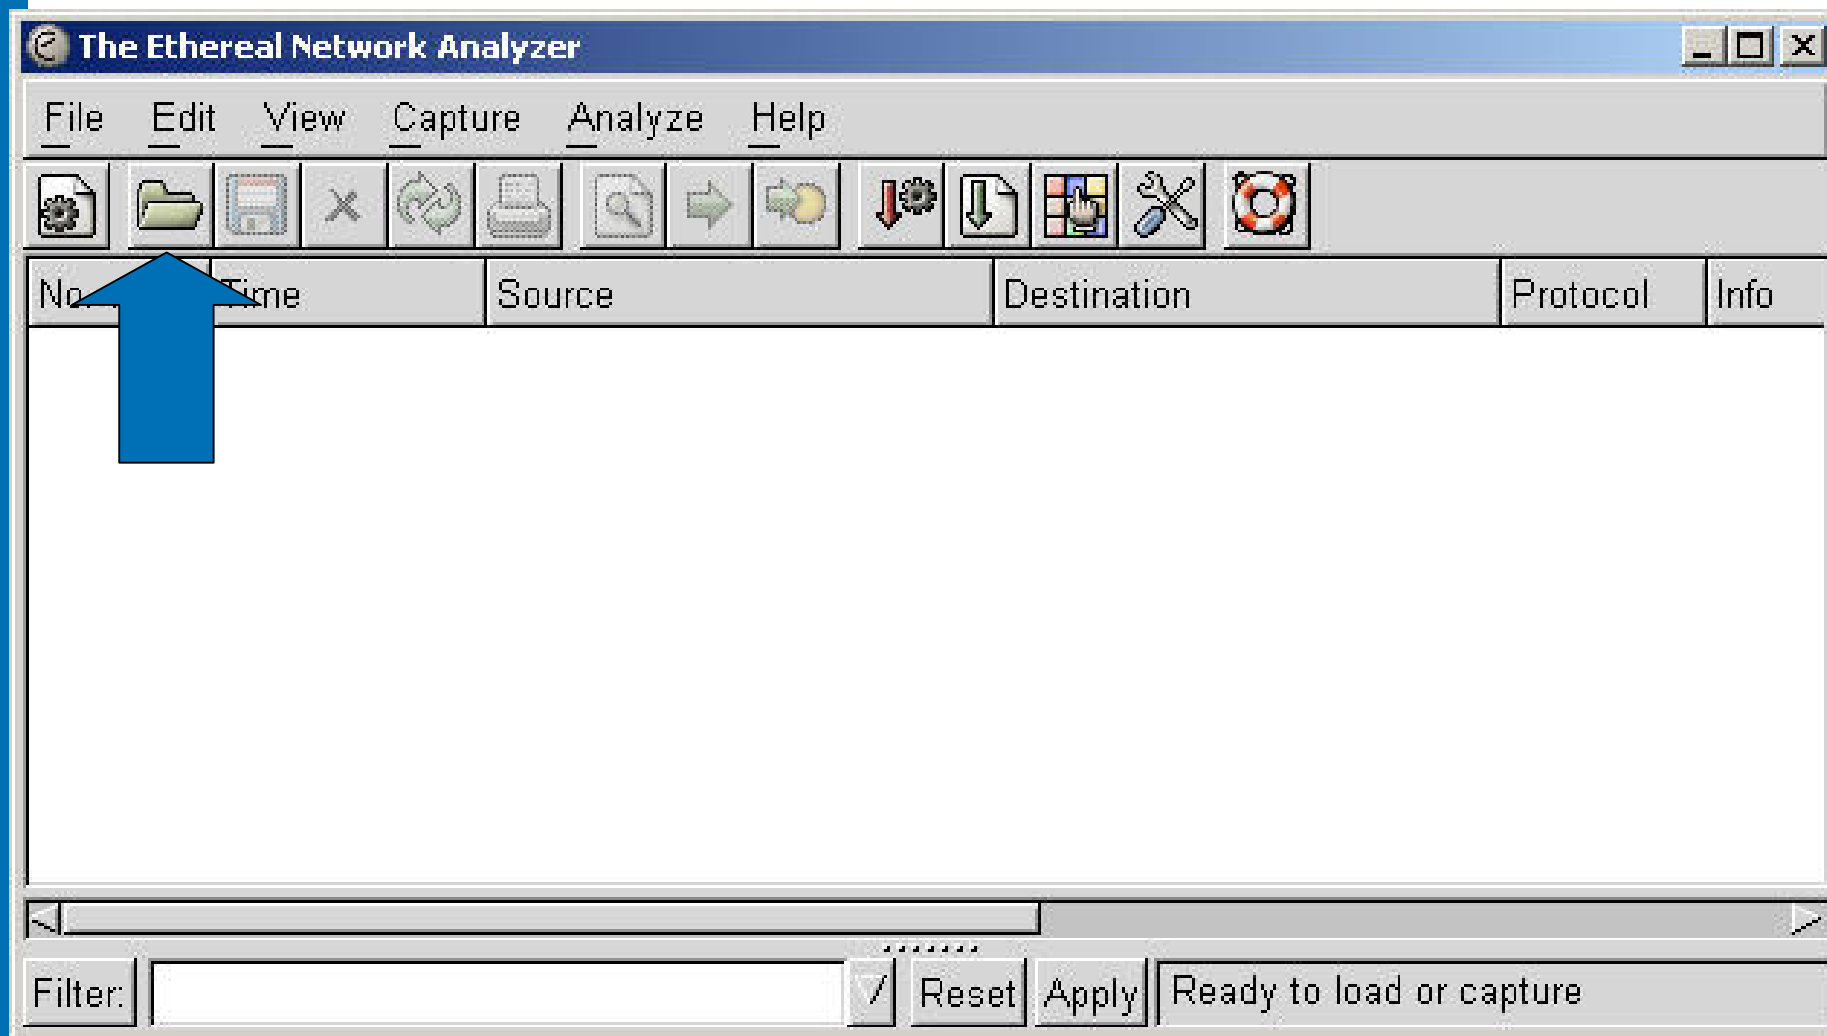 The Ethereal Network Analyzer
File Edit View Capture Analyze Help
No. Time Source Destination Protocol Info
Filter: Reset Apply Ready to load or capture